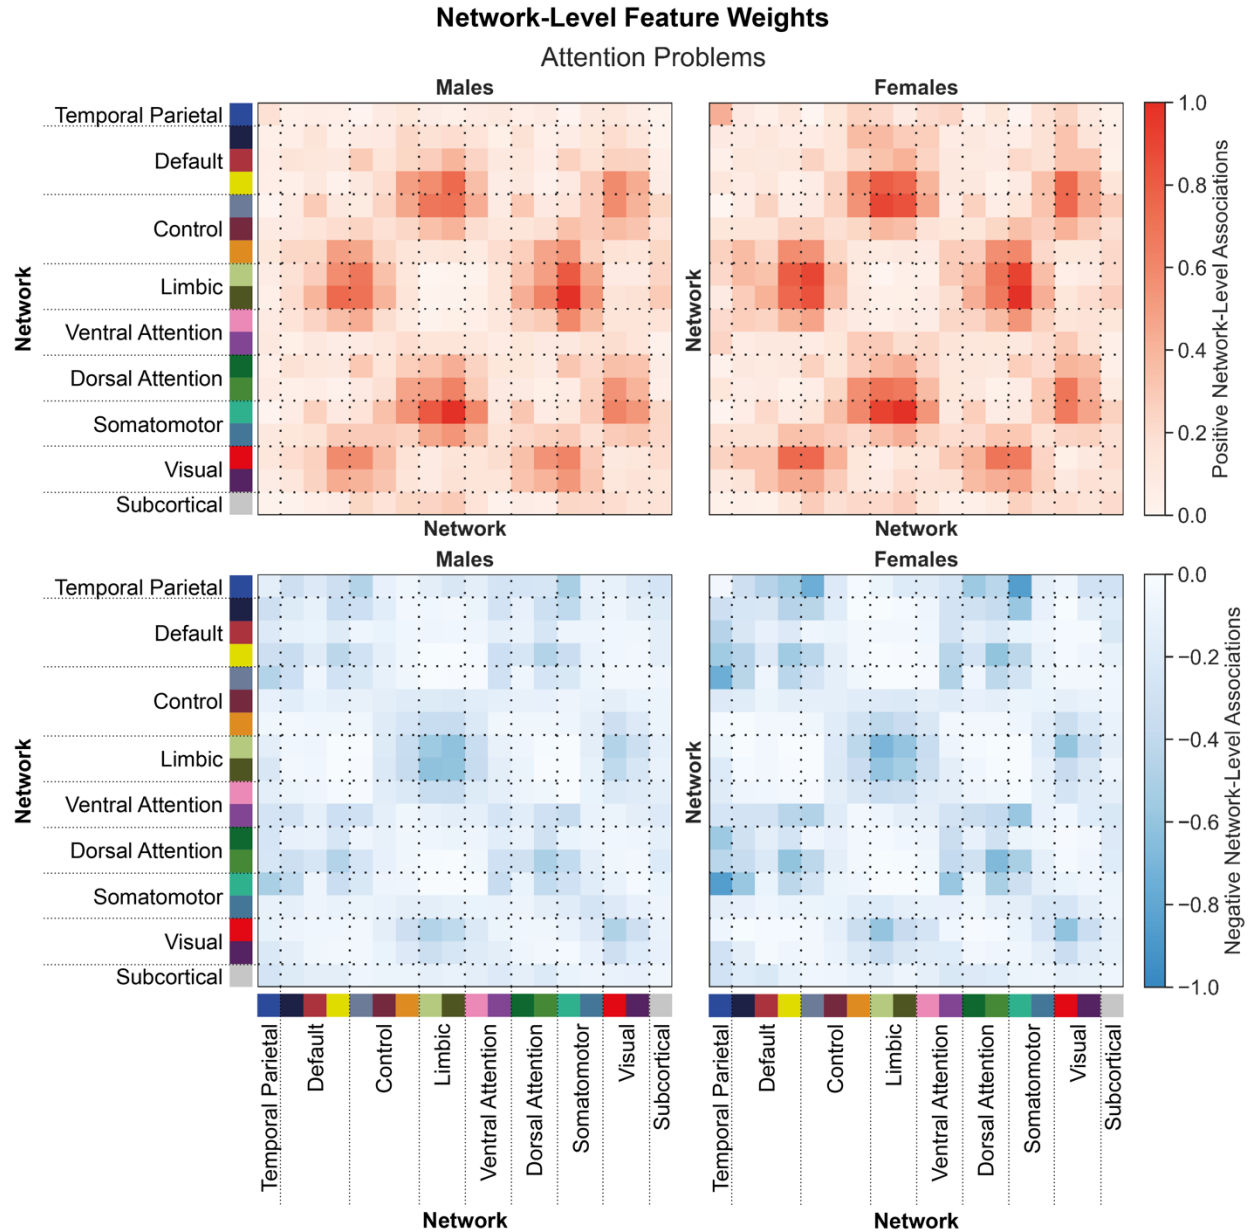 Network-Level Feature Weights
Attention Problems
Males
Females
Temporal Parietal
Default
Control
Limbic
Ventral Attention
Dorsal Attention
Somatomotor
Visual
Subcortical
Network
Network
Network
Network
1.0
0.8
0.6
0.4
0.2
0.0
Positive Network-Level Associations
Males
Females
Temporal Parietal
Default
Control
Limbic
Ventral Attention
Dorsal Attention
Somatomotor
Visual
Subcortical
Network
Network
0.0
−0.2
−0.4
−0.6
−0.8
−1.0
Negative Network-Level Associations
Temporal Parietal
Default
Control
Limbic
Ventral Attention
Dorsal Attention
Somatomotor
Visual
Subcortical
Temporal Parietal
Default
Control
Limbic
Ventral Attention
Dorsal Attention
Somatomotor
Visual
Subcortical
Network
Network